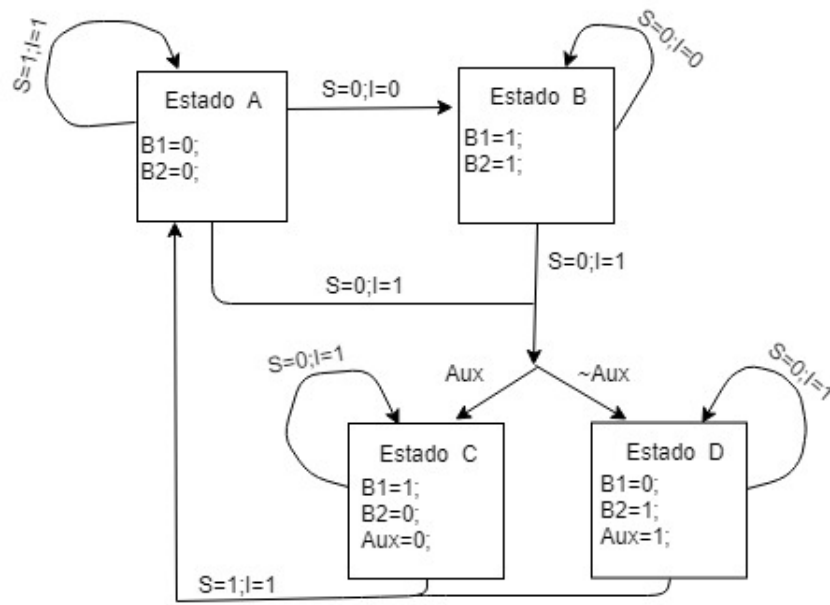 S=1;I=1
Estado A
B1=0;
B2=0;
S=0;I=0
S=0;I=0
Estado B
B1=1;
B2=1;
S=0;I=1
S=0;I=1
Aux
~Aux
S=0;I=1
S=0;I=1
Estado C
B1=1;
B2=0;
Aux=0;
Estado D
B1=0;
B2=1;
Aux=1;
S=1;I=1